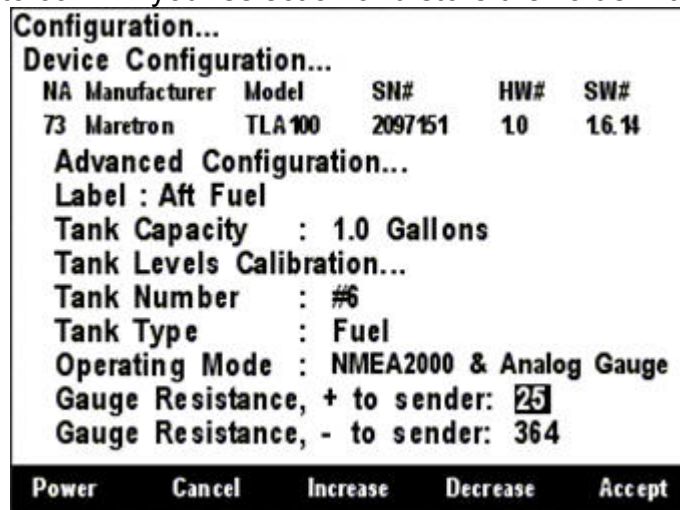 Configuration...
Device Configuration...
NA Manufacturer Model SN# HW# SW#
73 Maretron TLA100 2097151 1.0 1.6.14
Advanced Configuration...
Label : Aft Fuel
Tank Capacity : 1.0 Gallons
Tank Levels Calibration...
Tank Number : #6
Tank Type : Fuel
Operating Mode : NMEA2000 & Analog Gauge
Gauge Resistance, + to sender: 25
Gauge Resistance, - to sender: 364
Power Cancel Increase Decrease Accept